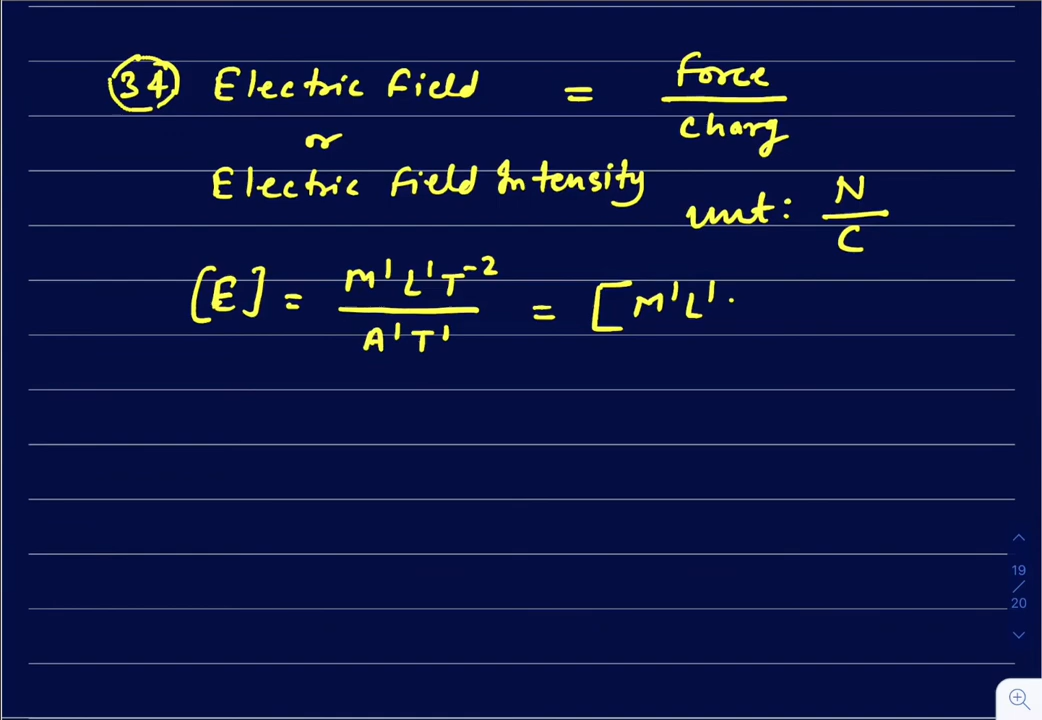 34 Electric Field = Force / Charg
or
Electric Field Intensity
unit: N / C
[E] = M¹L¹T⁻² / A¹T¹ = [M¹L¹
19 / 20